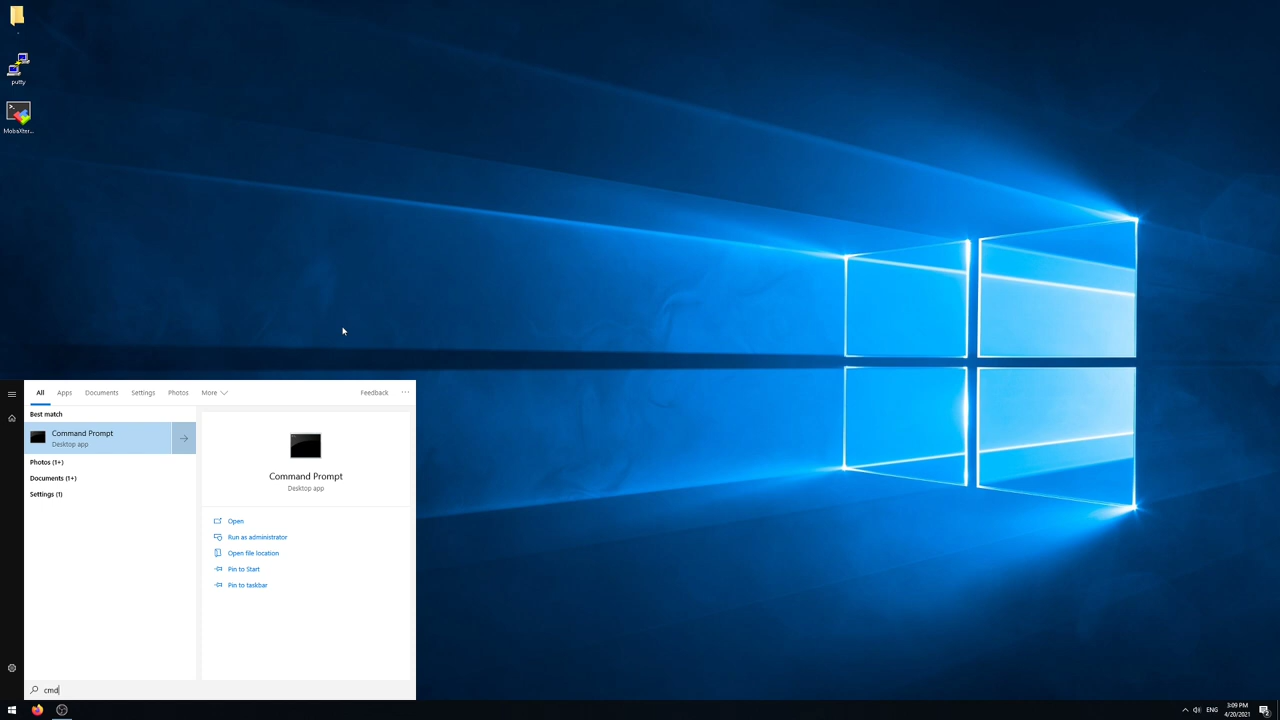 putty
MobaXter...
All Apps Documents Settings Photos More Feedback ...
Best match
Command Prompt
Desktop app
Photos (1+)
Documents (1+)
Settings (1)
Command Prompt
Desktop app
Open
Run as administrator
Open file location
Pin to Start
Pin to taskbar
cmd
ENG
3:09 PM
4/20/2021